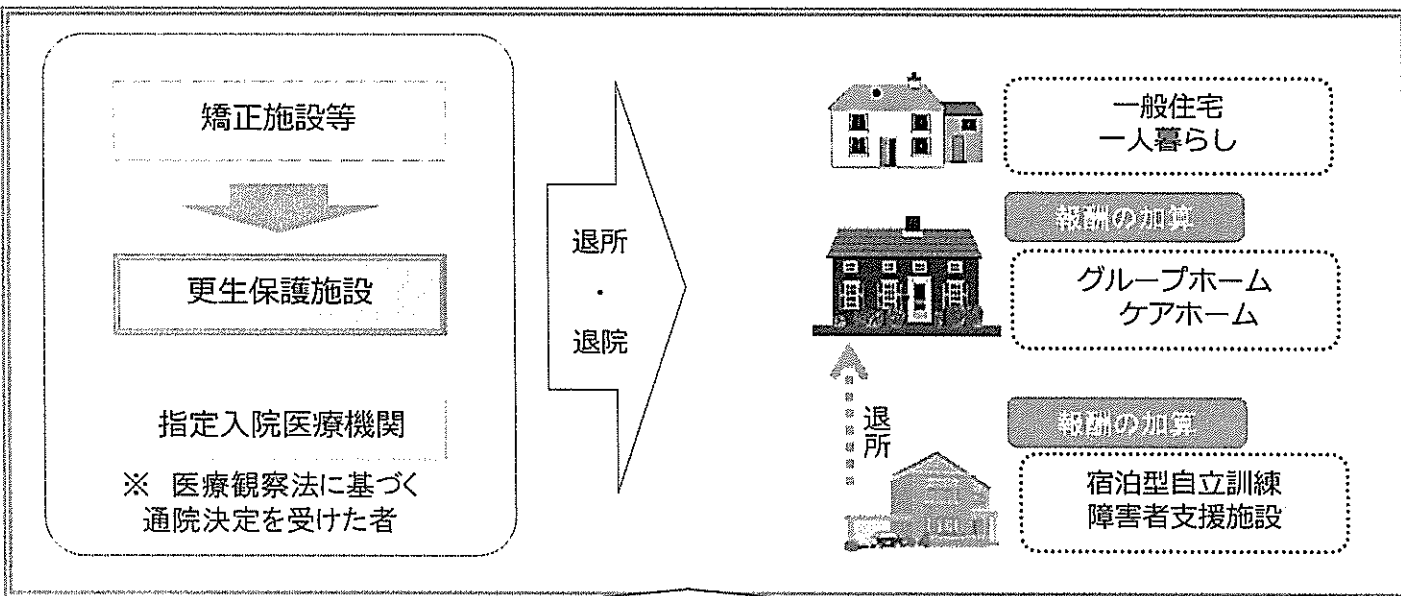 矯正施設等
更生保護施設
指定入院医療機関
※ 医療観察法に基づく
通院決定を受けた者
退所
・
退院
一般住宅
一人暮らし
報酬の加算
グループホーム
ケアホーム
退所
報酬の加算
宿泊型自立訓練
障害者支援施設